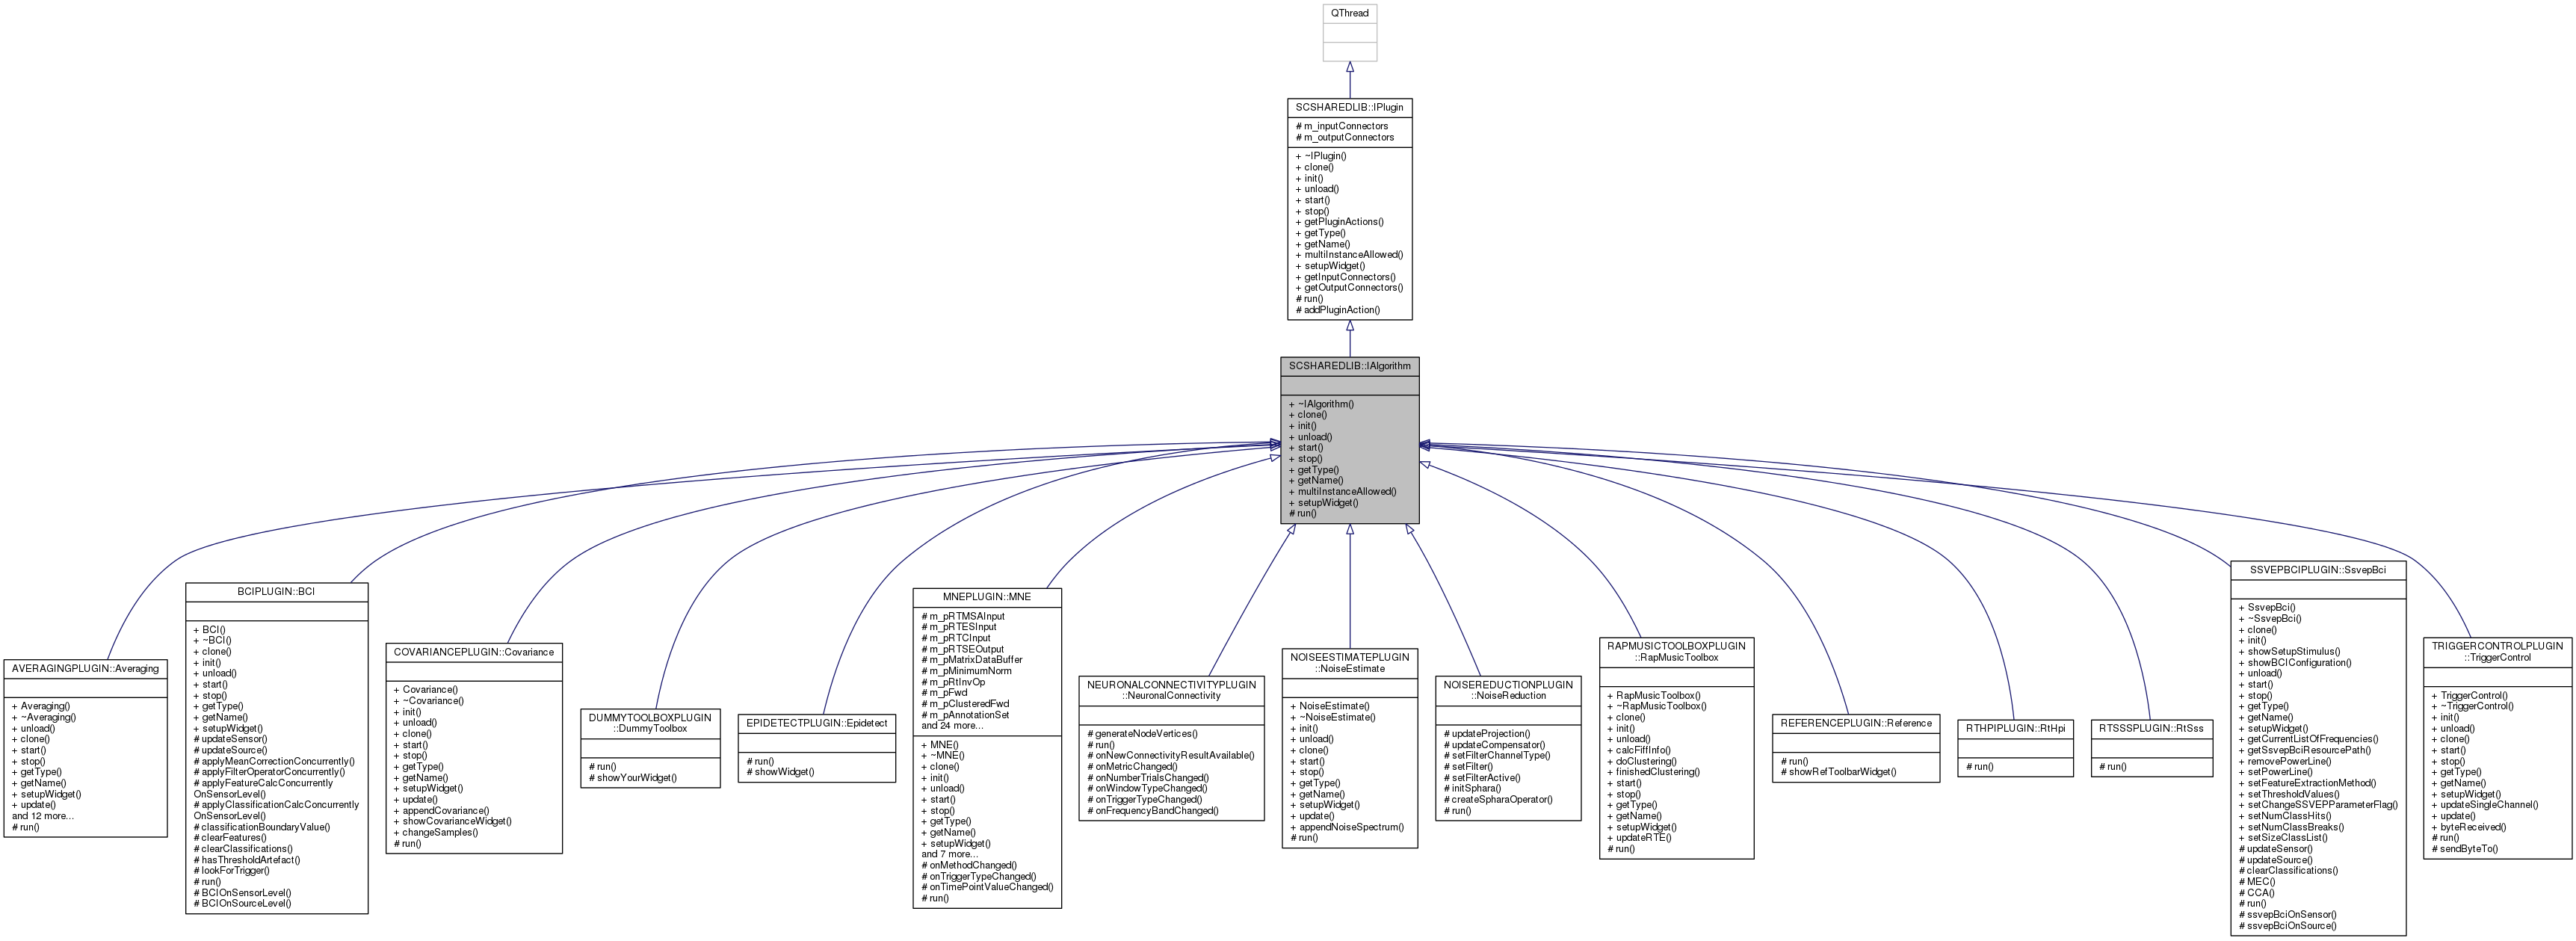 QThread
SCSHAREDLIB::IPlugin
# m_inputConnectors
# m_outputConnectors
+ ~IPlugin()
+ clone()
+ init()
+ unload()
+ start()
+ stop()
+ getPluginActions()
+ getType()
+ getName()
+ multiInstanceAllowed()
+ setupWidget()
+ getInputConnectors()
+ getOutputConnectors()
# run()
# addPluginAction()
SCSHAREDLIB::IAlgorithm
+ ~IAlgorithm()
+ clone()
+ init()
+ unload()
+ start()
+ stop()
+ getType()
+ getName()
+ multiInstanceAllowed()
+ setupWidget()
# run()
AVERAGINGPLUGIN::Averaging
+ Averaging()
+ ~Averaging()
+ unload()
+ clone()
+ start()
+ stop()
+ getType()
+ getName()
+ setupWidget()
+ update()
and 12 more...
# run()
BCIPLUGIN::BCI
+ BCI()
+ ~BCI()
+ clone()
+ init()
+ unload()
+ start()
+ stop()
+ getType()
+ getName()
+ setupWidget()
# updateSensor()
# updateSource()
# applyMeanCorrectionConcurrently()
# applyFilterOperatorConcurrently()
# applyFeatureCalcConcurrently
OnSensorLevel()
# applyClassificationCalcConcurrently
OnSensorLevel()
# classificationBoundaryValue()
# clearFeatures()
# clearClassifications()
# hasThresholdArtefact()
# lookForTrigger()
# run()
# BCIOnSensorLevel()
# BCIOnSourceLevel()
COVARIANCEPLUGIN::Covariance
+ Covariance()
+ ~Covariance()
+ init()
+ unload()
+ clone()
+ start()
+ stop()
+ getType()
+ getName()
+ setupWidget()
+ update()
+ appendCovariance()
+ showCovarianceWidget()
+ changeSamples()
# run()
DUMMYTOOLBOXPLUGIN
::DummyToolbox
# run()
# showYourWidget()
EPIDETECTPLUGIN::Epidetect
# run()
# showWidget()
MNEPLUGIN::MNE
# m_pRTMSAInput
# m_pRTESInput
# m_pRTCInput
# m_pRTSEOutput
# m_pMatrixDataBuffer
# m_pMinimumNorm
# m_pRtInvOp
# m_pFwd
# m_pClusteredFwd
# m_pAnnotationSet
and 24 more...
+ MNE()
+ ~MNE()
+ clone()
+ init()
+ unload()
+ start()
+ stop()
+ getType()
+ getName()
+ setupWidget()
and 7 more...
# onMethodChanged()
# onTriggerTypeChanged()
# onTimePointValueChanged()
# run()
NEURONALCONNECTIVITYPLUGIN
::NeuronalConnectivity
# generateNodeVertices()
# run()
# onNewConnectivityResultAvailable()
# onMetricChanged()
# onNumberTrialsChanged()
# onWindowTypeChanged()
# onTriggerTypeChanged()
# onFrequencyBandChanged()
NOISEESTIMATEPLUGIN
::NoiseEstimate
+ NoiseEstimate()
+ ~NoiseEstimate()
+ init()
+ unload()
+ clone()
+ start()
+ stop()
+ getType()
+ getName()
+ setupWidget()
+ update()
+ appendNoiseSpectrum()
# run()
NOISEREDUCTIONPLUGIN
::NoiseReduction
# updateProjection()
# updateCompensator()
# setFilterChannelType()
# setFilter()
# setFilterActive()
# initSphara()
# createSpharaOperator()
# run()
RAPMUSICTOOLBOXPLUGIN
::RapMusicToolbox
+ RapMusicToolbox()
+ ~RapMusicToolbox()
+ clone()
+ init()
+ unload()
+ calcFiffInfo()
+ doClustering()
+ finishedClustering()
+ start()
+ stop()
+ getType()
+ getName()
+ setupWidget()
+ updateRTE()
# run()
REFERENCEPLUGIN::Reference
# run()
# showRefToolbarWidget()
RTHPIPLUGIN::RtHpi
# run()
RTSSSPLUGIN::RtSss
# run()
SSVEPBCIPLUGIN::SsvepBci
+ SsvepBci()
+ ~SsvepBci()
+ clone()
+ init()
+ showSetupStimulus()
+ showBCIConfiguration()
+ unload()
+ start()
+ stop()
+ getType()
+ getName()
+ setupWidget()
+ getCurrentListOfFrequencies()
+ getSsvepBciResourcePath()
+ removePowerLine()
+ setPowerLine()
+ setFeatureExtractionMethod()
+ setThresholdValues()
+ setChangeSSVEPParameterFlag()
+ setNumClassHits()
+ setNumClassBreaks()
+ setSizeClassList()
# updateSensor()
# updateSource()
# clearClassifications()
# MEC()
# CCA()
# run()
# ssvepBciOnSensor()
# ssvepBciOnSource()
TRIGGERCONTROLPLUGIN
::TriggerControl
+ TriggerControl()
+ ~TriggerControl()
+ init()
+ unload()
+ clone()
+ start()
+ stop()
+ getType()
+ getName()
+ setupWidget()
+ updateSingleChannel()
+ update()
+ byteReceived()
# run()
# sendByteTo()